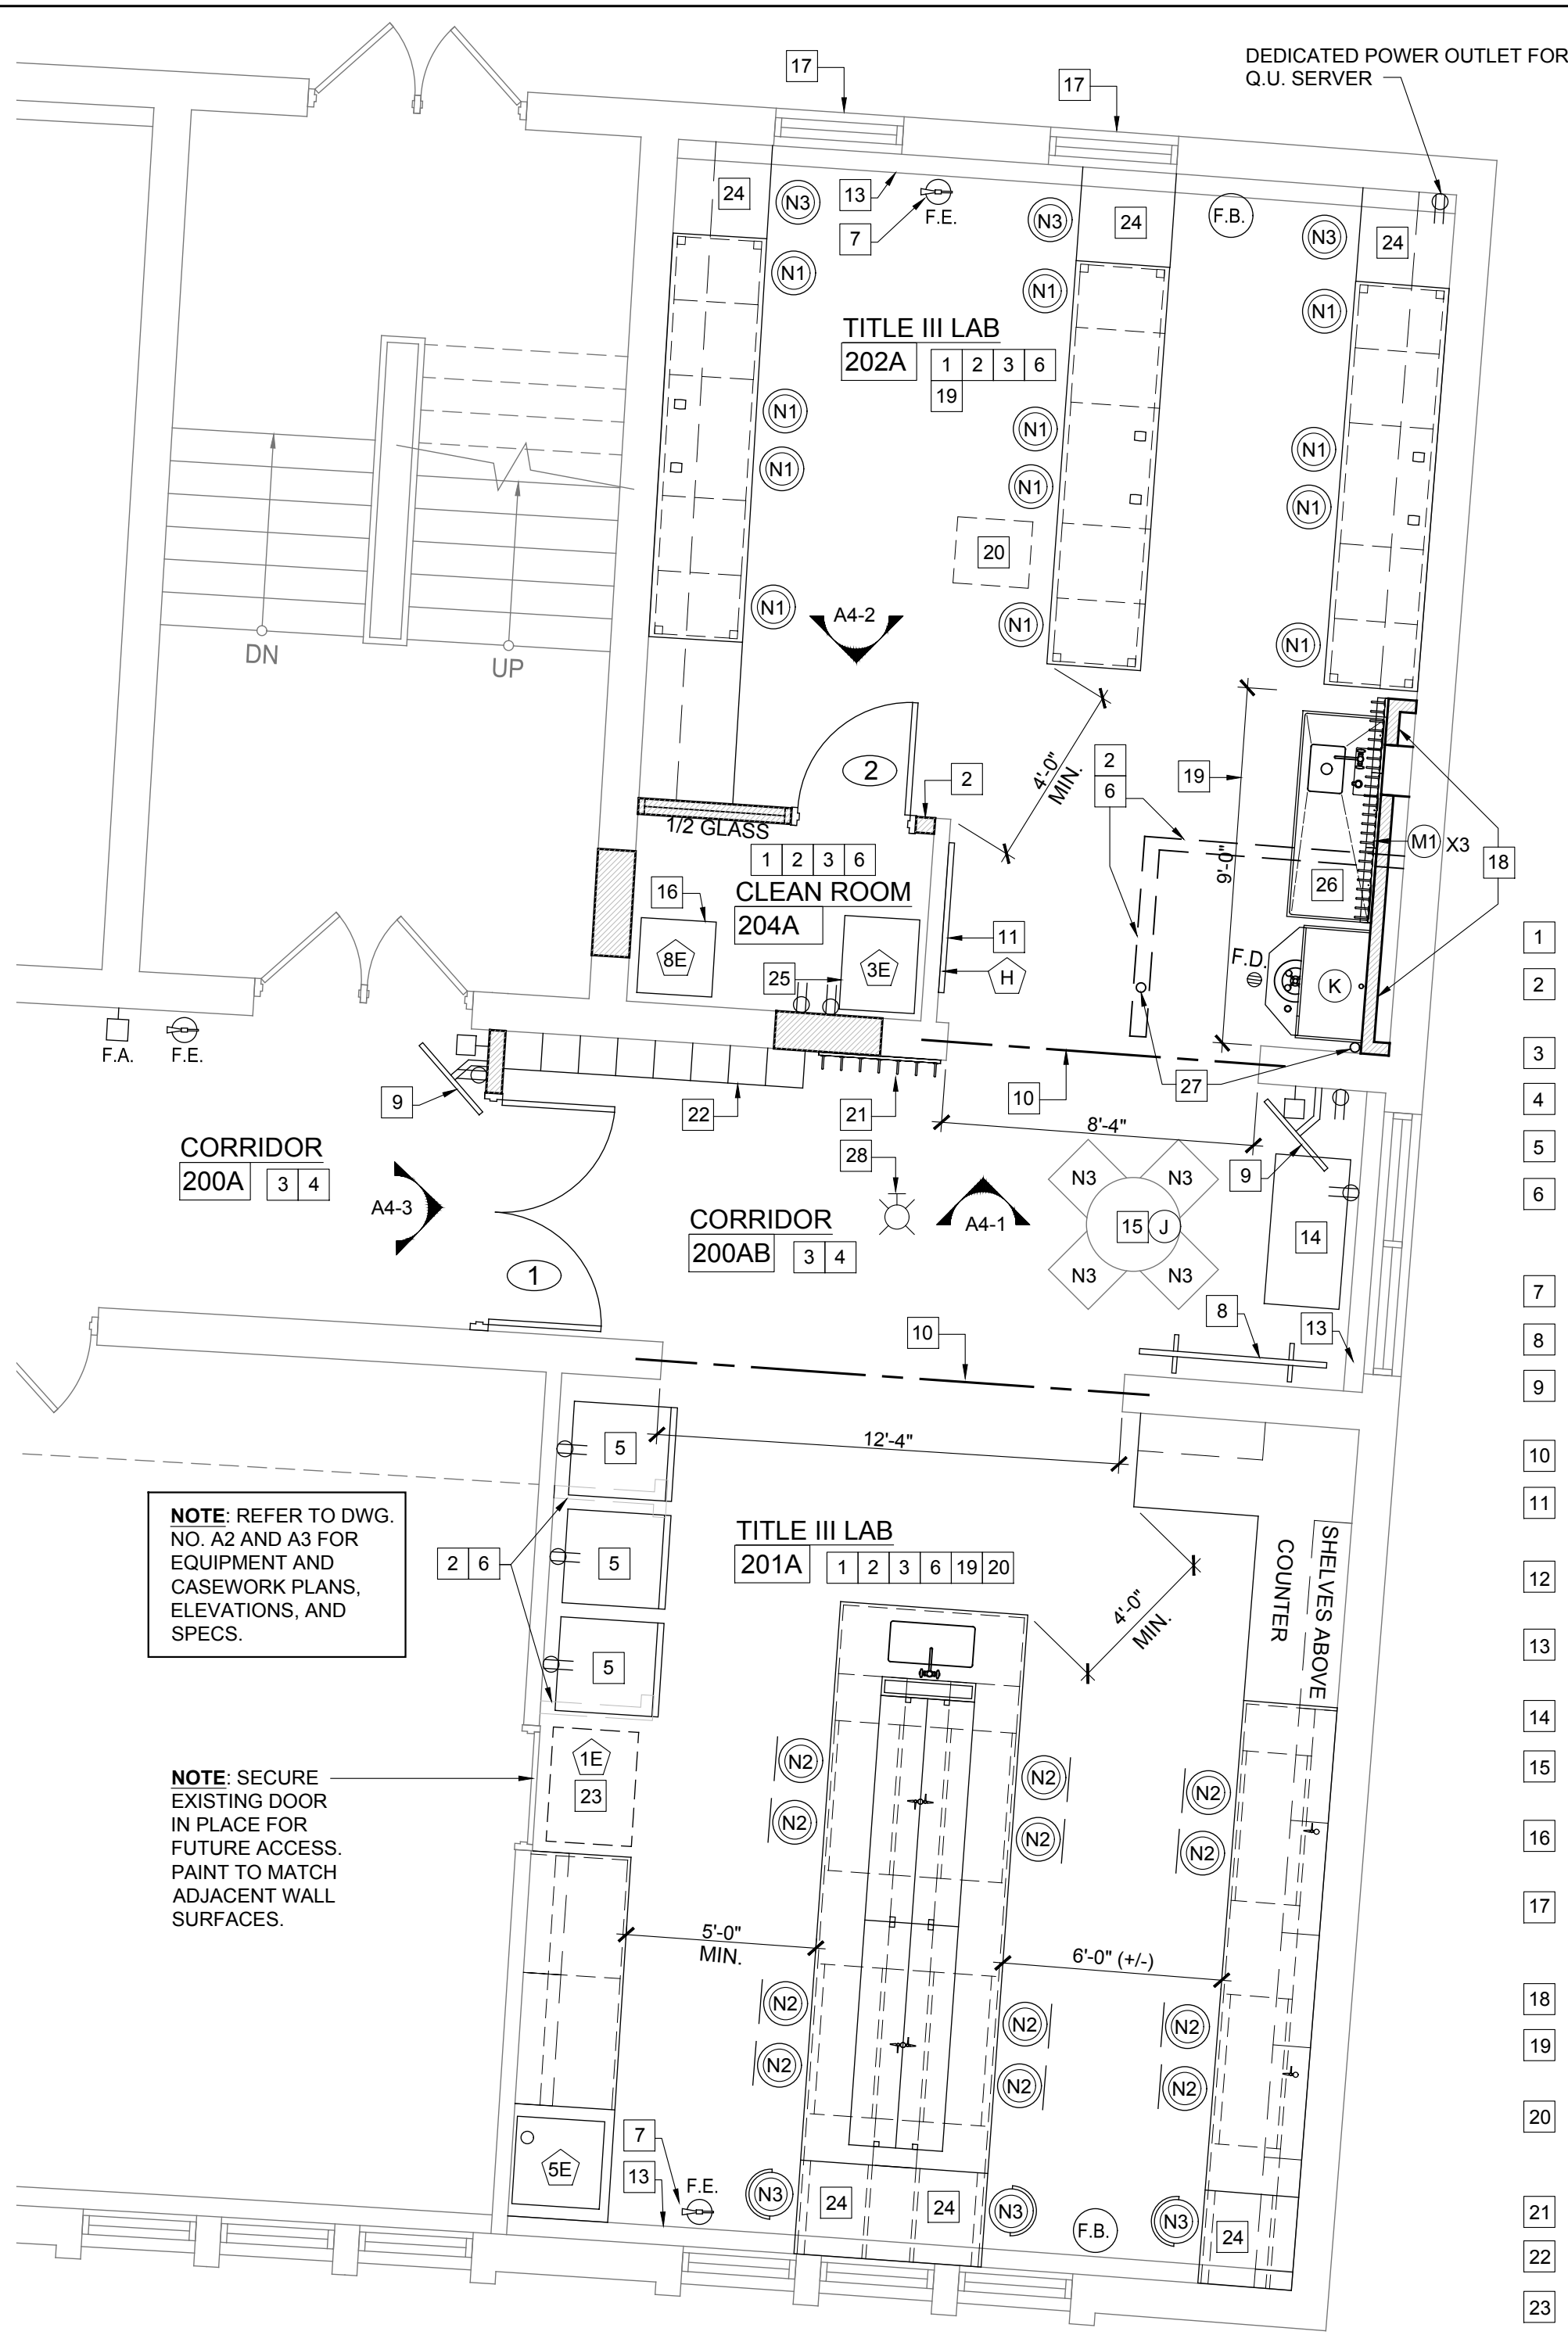 DEDICATED POWER OUTLET FOR
Q.U. SERVER
17
17
24
N3
13
F.E.
7
N3
24
F.B.
N3
24
N1
N1
N1
TITLE III LAB
202A
1 2 3 6
19
N1
N1
N1
N1
N1
N1
20
N1
N1
N1
A4-2
DN
UP
2
2
4'-0"
MIN.
2
6
19
9'-0"
1/2 GLASS
M1 X3
18
1 2 3 6
CLEAN ROOM
204A
16
26
8E
3E
11
H
25
F.D.
K
F.A.
F.E.
9
22
21
10
27
8'-4"
28
9
CORRIDOR
200A
3 4
A4-3
CORRIDOR
200AB
3 4
A4-1
N3
N3
15
J
14
N3
N3
1
8
13
10
5
12'-4"
NOTE: REFER TO DWG.
NO. A2 AND A3 FOR
EQUIPMENT AND
CASEWORK PLANS,
ELEVATIONS, AND
SPECS.
2 6
5
5
TITLE III LAB
201A
1 2 3 6 19 20
4'-0"
MIN.
COUNTER
SHELVES ABOVE
1E
23
NOTE: SECURE
EXISTING DOOR
IN PLACE FOR
FUTURE ACCESS.
PAINT TO MATCH
ADJACENT WALL
SURFACES.
N2
N2
N2
N2
N2
N2
5'-0"
MIN.
6'-0" (+/-)
N2
N2
N2
N2
N2
N2
5E
7
13
F.E.
N3
24
24
N3
F.B.
N3
24
1
2
3
4
5
6
7
8
9
10
11
12
13
14
15
16
17
18
19
20
21
22
23